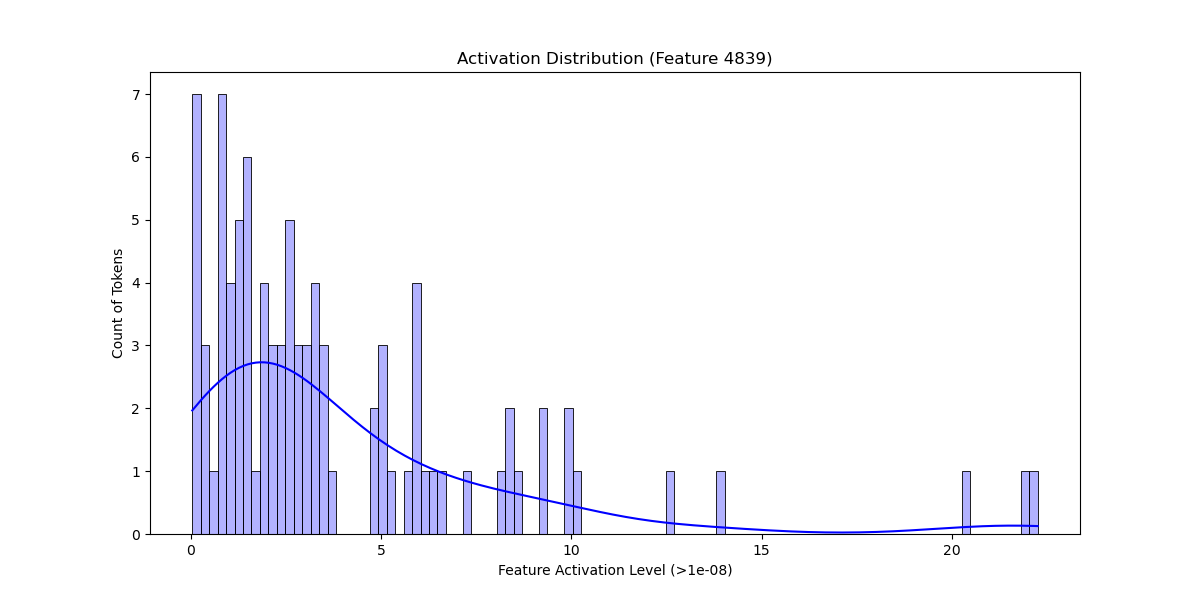 Activation Distribution (Feature 4839)
Count of Tokens
7
6
5
4
3
2
1
0
0 5 10 15 20
Feature Activation Level (>1e-08)